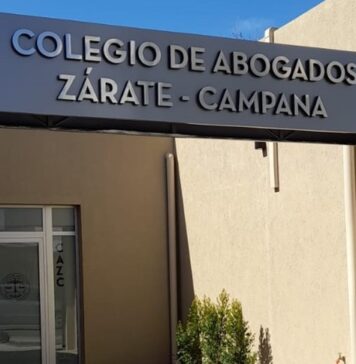 COLEGIO DE ABOGADOS
ZÁRATE - CAMPANA
CAZC